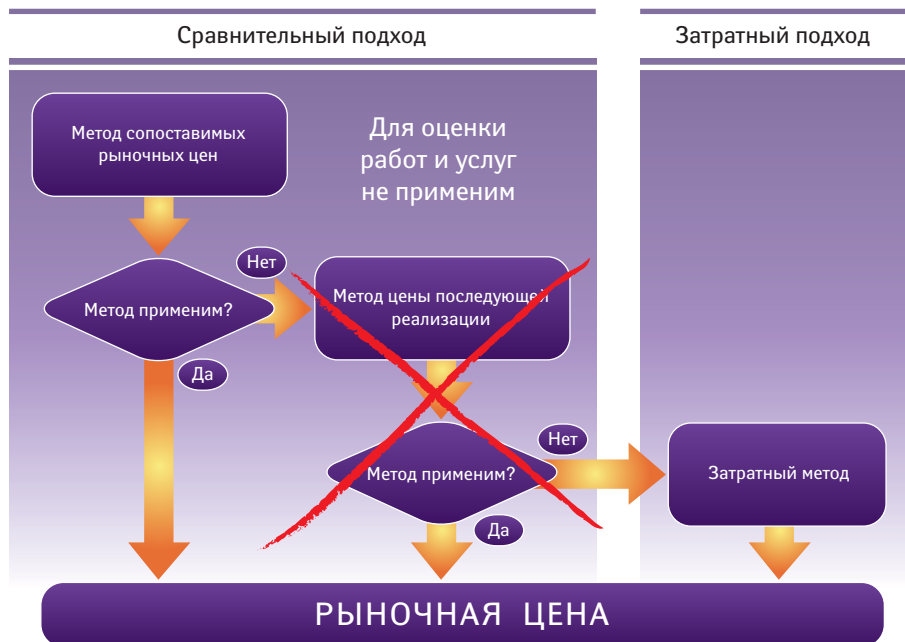 Сравнительный подход
Затратный подход
Метод сопоставимых
рыночных цен
Для оценки
работ и услуг
не применим
Нет
Метод применим?
Метод цены последующей
реализации
Да
Нет
Метод применим?
Затратный метод
Да
РЫНОЧНАЯ ЦЕНА